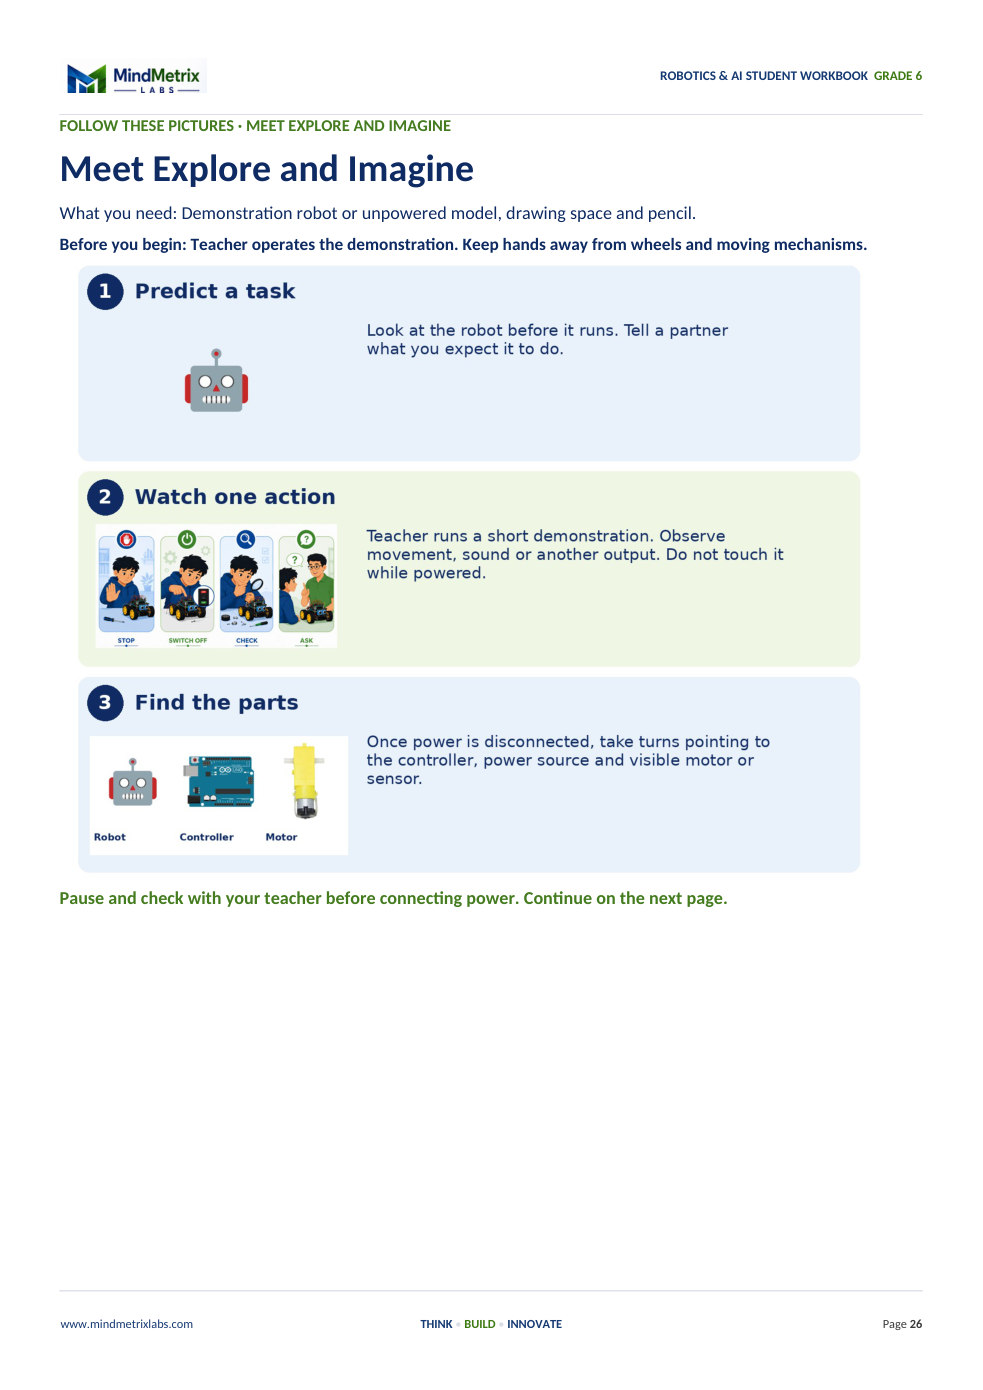 MindMetrix
LABS
ROBOTICS & AI STUDENT WORKBOOK GRADE 6
FOLLOW THESE PICTURES · MEET EXPLORE AND IMAGINE
Meet Explore and Imagine
What you need: Demonstration robot or unpowered model, drawing space and pencil.
Before you begin: Teacher operates the demonstration. Keep hands away from wheels and moving mechanisms.
1 Predict a task
Look at the robot before it runs. Tell a partner
what you expect it to do.
2 Watch one action
? ?
STOP SWITCH OFF CHECK ASK
Teacher runs a short demonstration. Observe
movement, sound or another output. Do not touch it
while powered.
3 Find the parts
Robot Controller Motor
Once power is disconnected, take turns pointing to
the controller, power source and visible motor or
sensor.
Pause and check with your teacher before connecting power. Continue on the next page.
www.mindmetrixlabs.com
THINK • BUILD • INNOVATE
Page 26